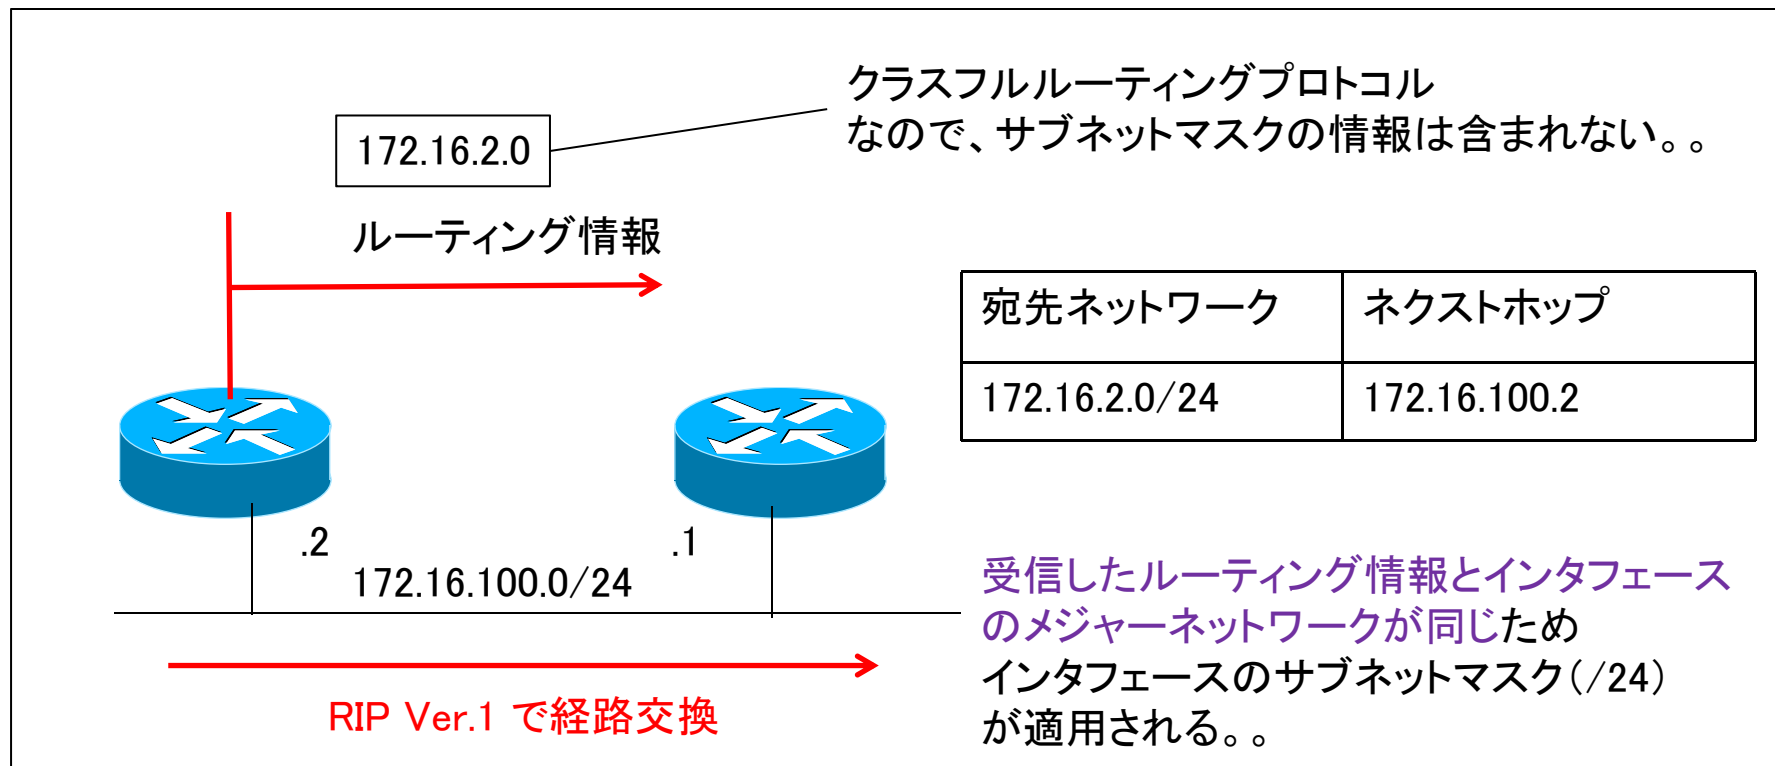 クラスフルルーティングプロトコル
なので、サブネットマスクの情報は含まれない。。
172.16.2.0
ルーティング情報
宛先ネットワーク ネクストホップ
172.16.2.0/24 172.16.100.2
.2 .1
172.16.100.0/24
受信したルーティング情報とインタフェース
のメジャーネットワークが同じため
インタフェースのサブネットマスク(/24)
が適用される。。
RIP Ver.1 で経路交換